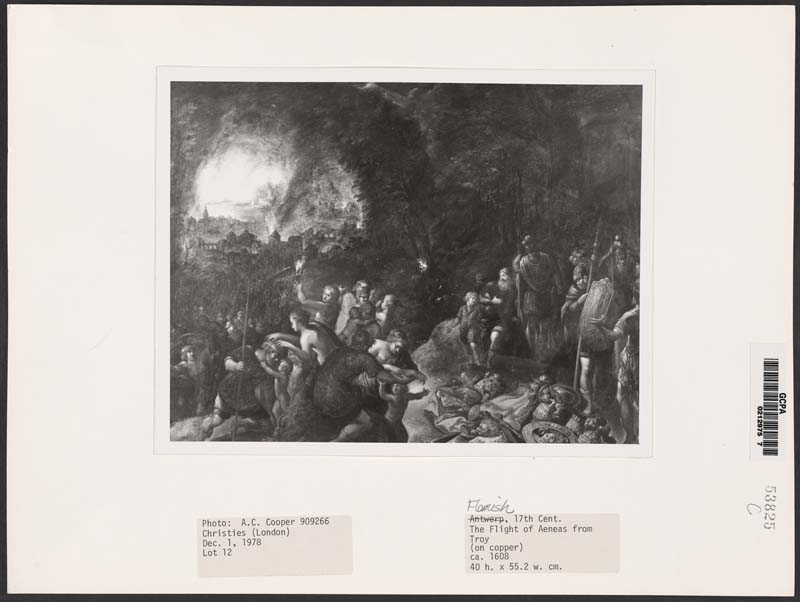 GCPA
0212975 7
53825
C
Photo: A.C. Cooper 909266
Christies (London)
Dec. 1, 1978
Lot 12
Flemish
Antwerp, 17th Cent.
The Flight of Aeneas from
Troy
(on copper)
ca. 1608
40 h. x 55.2 w. cm.